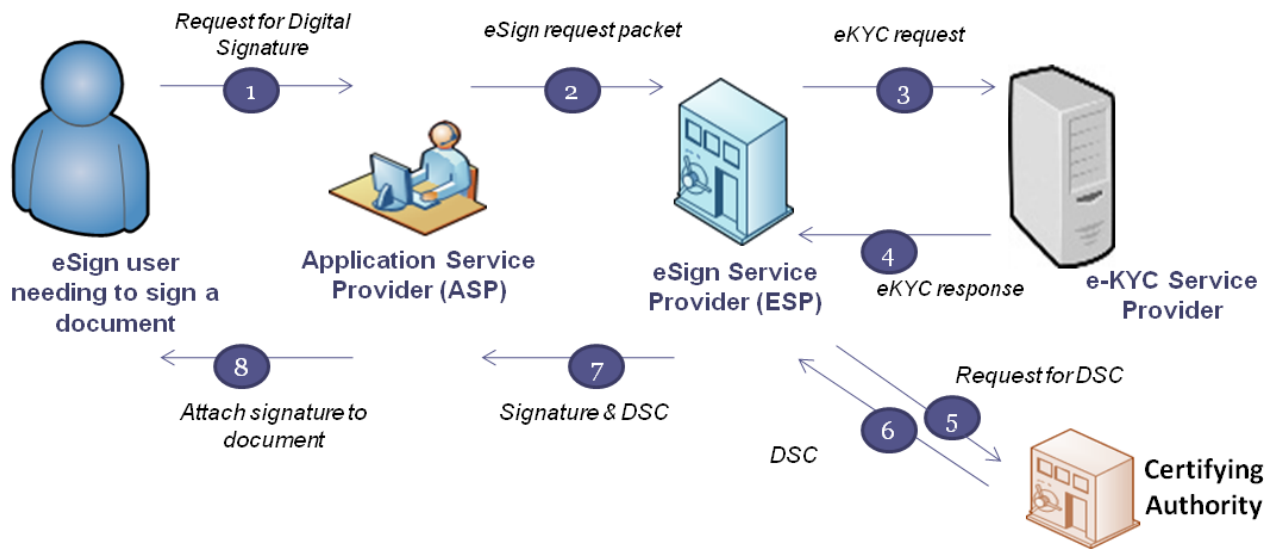 Request for Digital
Signature
1
eSign request packet
2
eKYC request
3
eSign user
needing to sign a
document
Application Service
Provider (ASP)
eSign Service
Provider (ESP)
4
eKYC response
e-KYC Service
Provider
8
Attach signature to
document
7
Signature & DSC
Request for DSC
5
6
DSC
Certifying
Authority